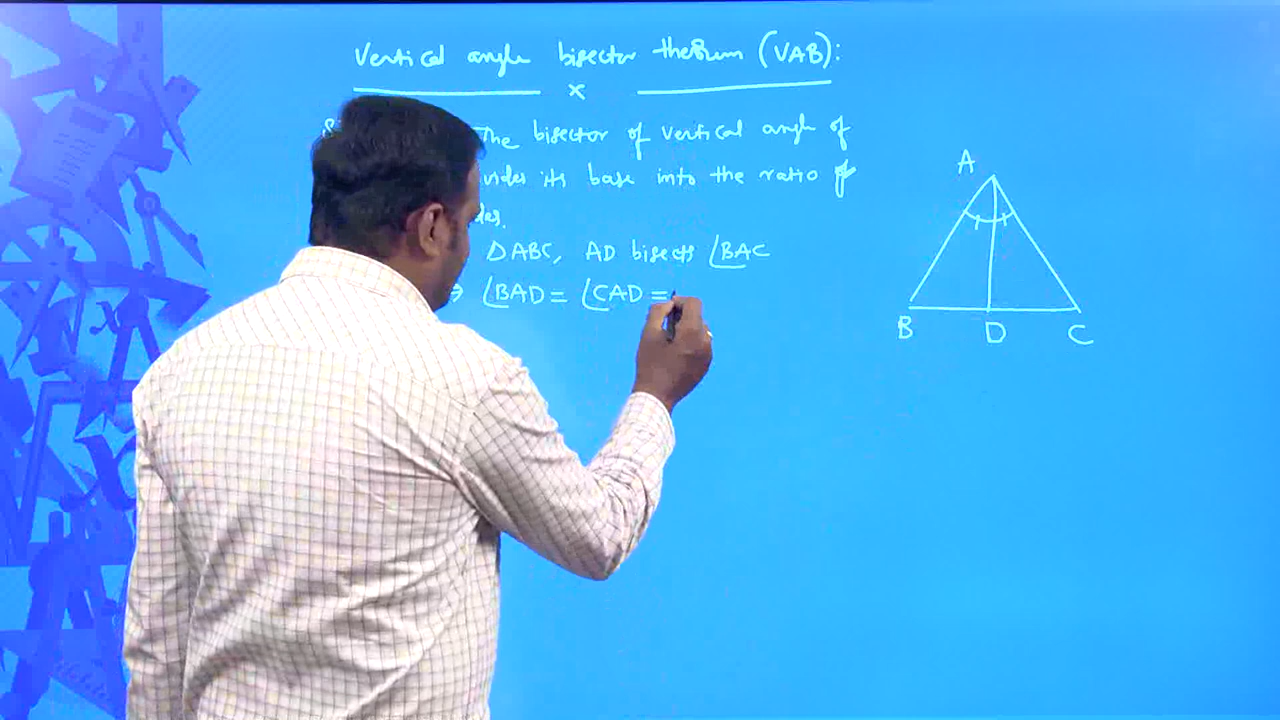 Vertical angle bisector theorem (VAB):
x
The bisector of vertical angle of
its base into the ratio of
ΔABC, AD bisects ∠BAC
⇒ ∠BAD = ∠CAD =
A
B D C